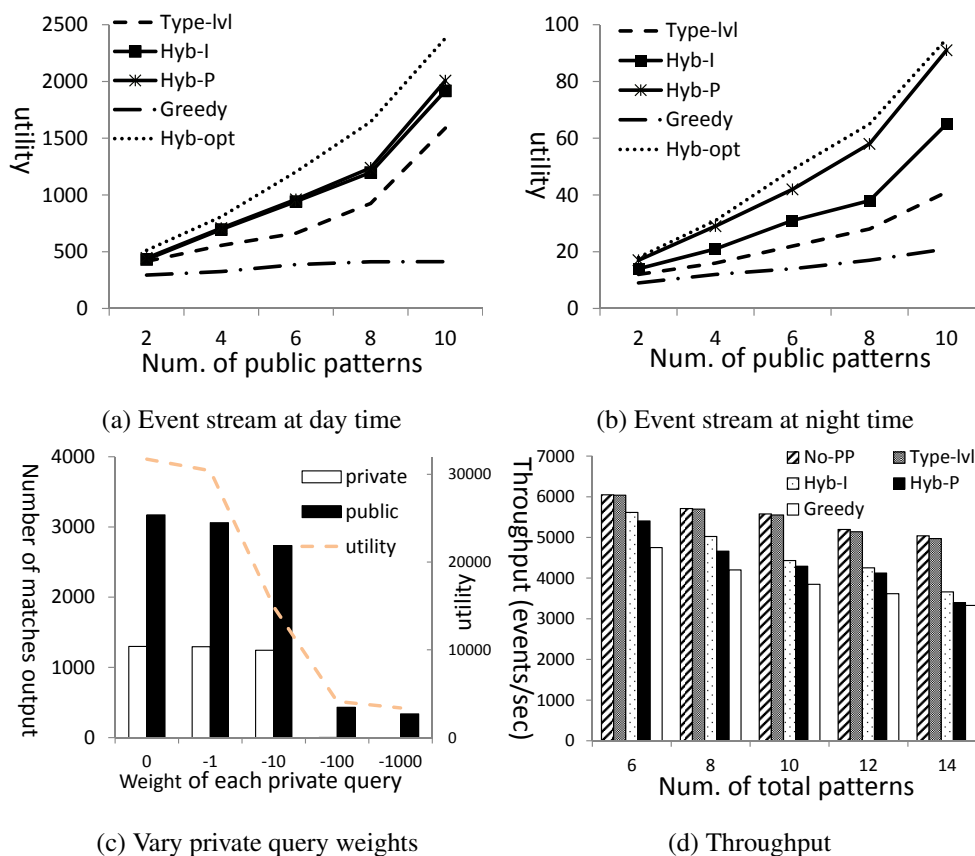 2500
2000
1500
1000
500
0
utility
Type-lvl
Hyb-I
Hyb-P
Greedy
Hyb-opt
2 4 6 8 10
Num. of public patterns
(a) Event stream at day time
100
80
60
40
20
0
utility
Type-lvl
Hyb-I
Hyb-P
Greedy
Hyb-opt
2 4 6 8 10
Num. of public patterns
(b) Event stream at night time
4000
3000
2000
1000
0
Number of matches output
private
public
utility
30000
20000
10000
0
utility
0 -1 -10 -100 -1000
Weight of each private query
(c) Vary private query weights
7000
6000
5000
4000
3000
2000
1000
0
Throughput (events/sec)
No-PP Type-lvl
Hyb-I Hyb-P
Greedy
6 8 10 12 14
Num. of total patterns
(d) Throughput